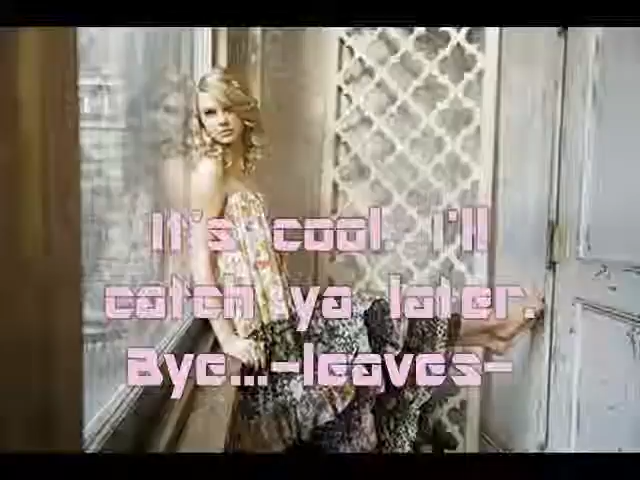 It's cool I'll
catch ya later.
Bye...-leaves-